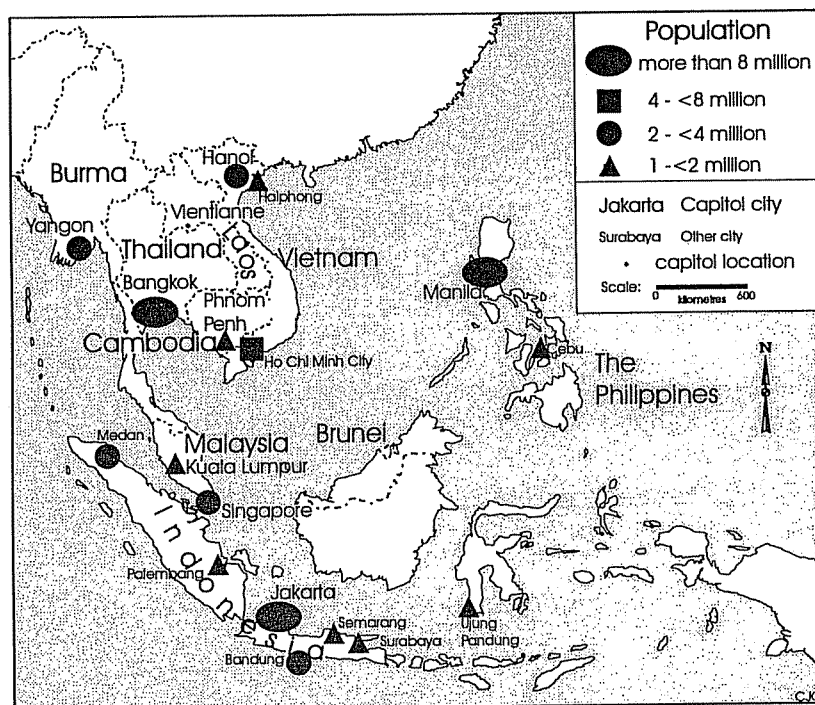 Population
more than 8 million
4 - <8 million
2 - <4 million
1 - <2 million
Jakarta Capitol city
Surabaya Other city
• capitol location
Scale: 0 600
kilometres
N
Burma
Hanoi
Haiphong
Vientianne
Yangon
Thailand
Laos
Vietnam
Bangkok
Phnom
Penh
Manila
Cambodia
Ho Chi Minh City
Cebu
The
Philippines
Medan
Malaysia
Brunei
Kuala Lumpur
Singapore
Indonesia
Palembang
Jakarta
Semarang
Surabaya
Ujung
Pandung
Bandung